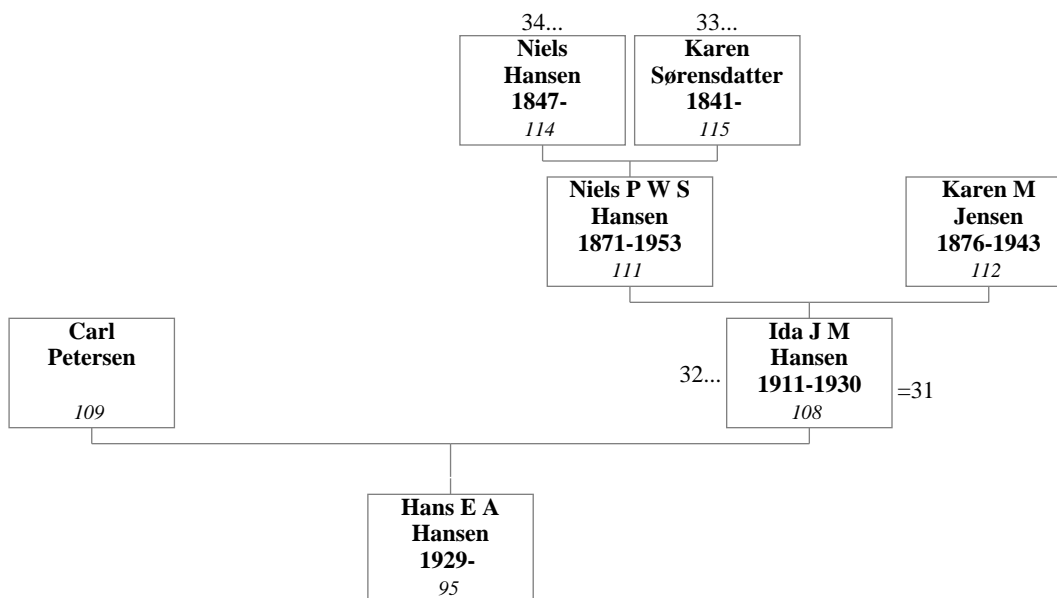 34...
Niels
Hansen
1847-
114
33...
Karen
Sørensdatter
1841-
115
Niels P W S
Hansen
1871-1953
111
Karen M
Jensen
1876-1943
112
Carl
Petersen
109
32...
Ida J M
Hansen
1911-1930
108
=31
Hans E A
Hansen
1929-
95